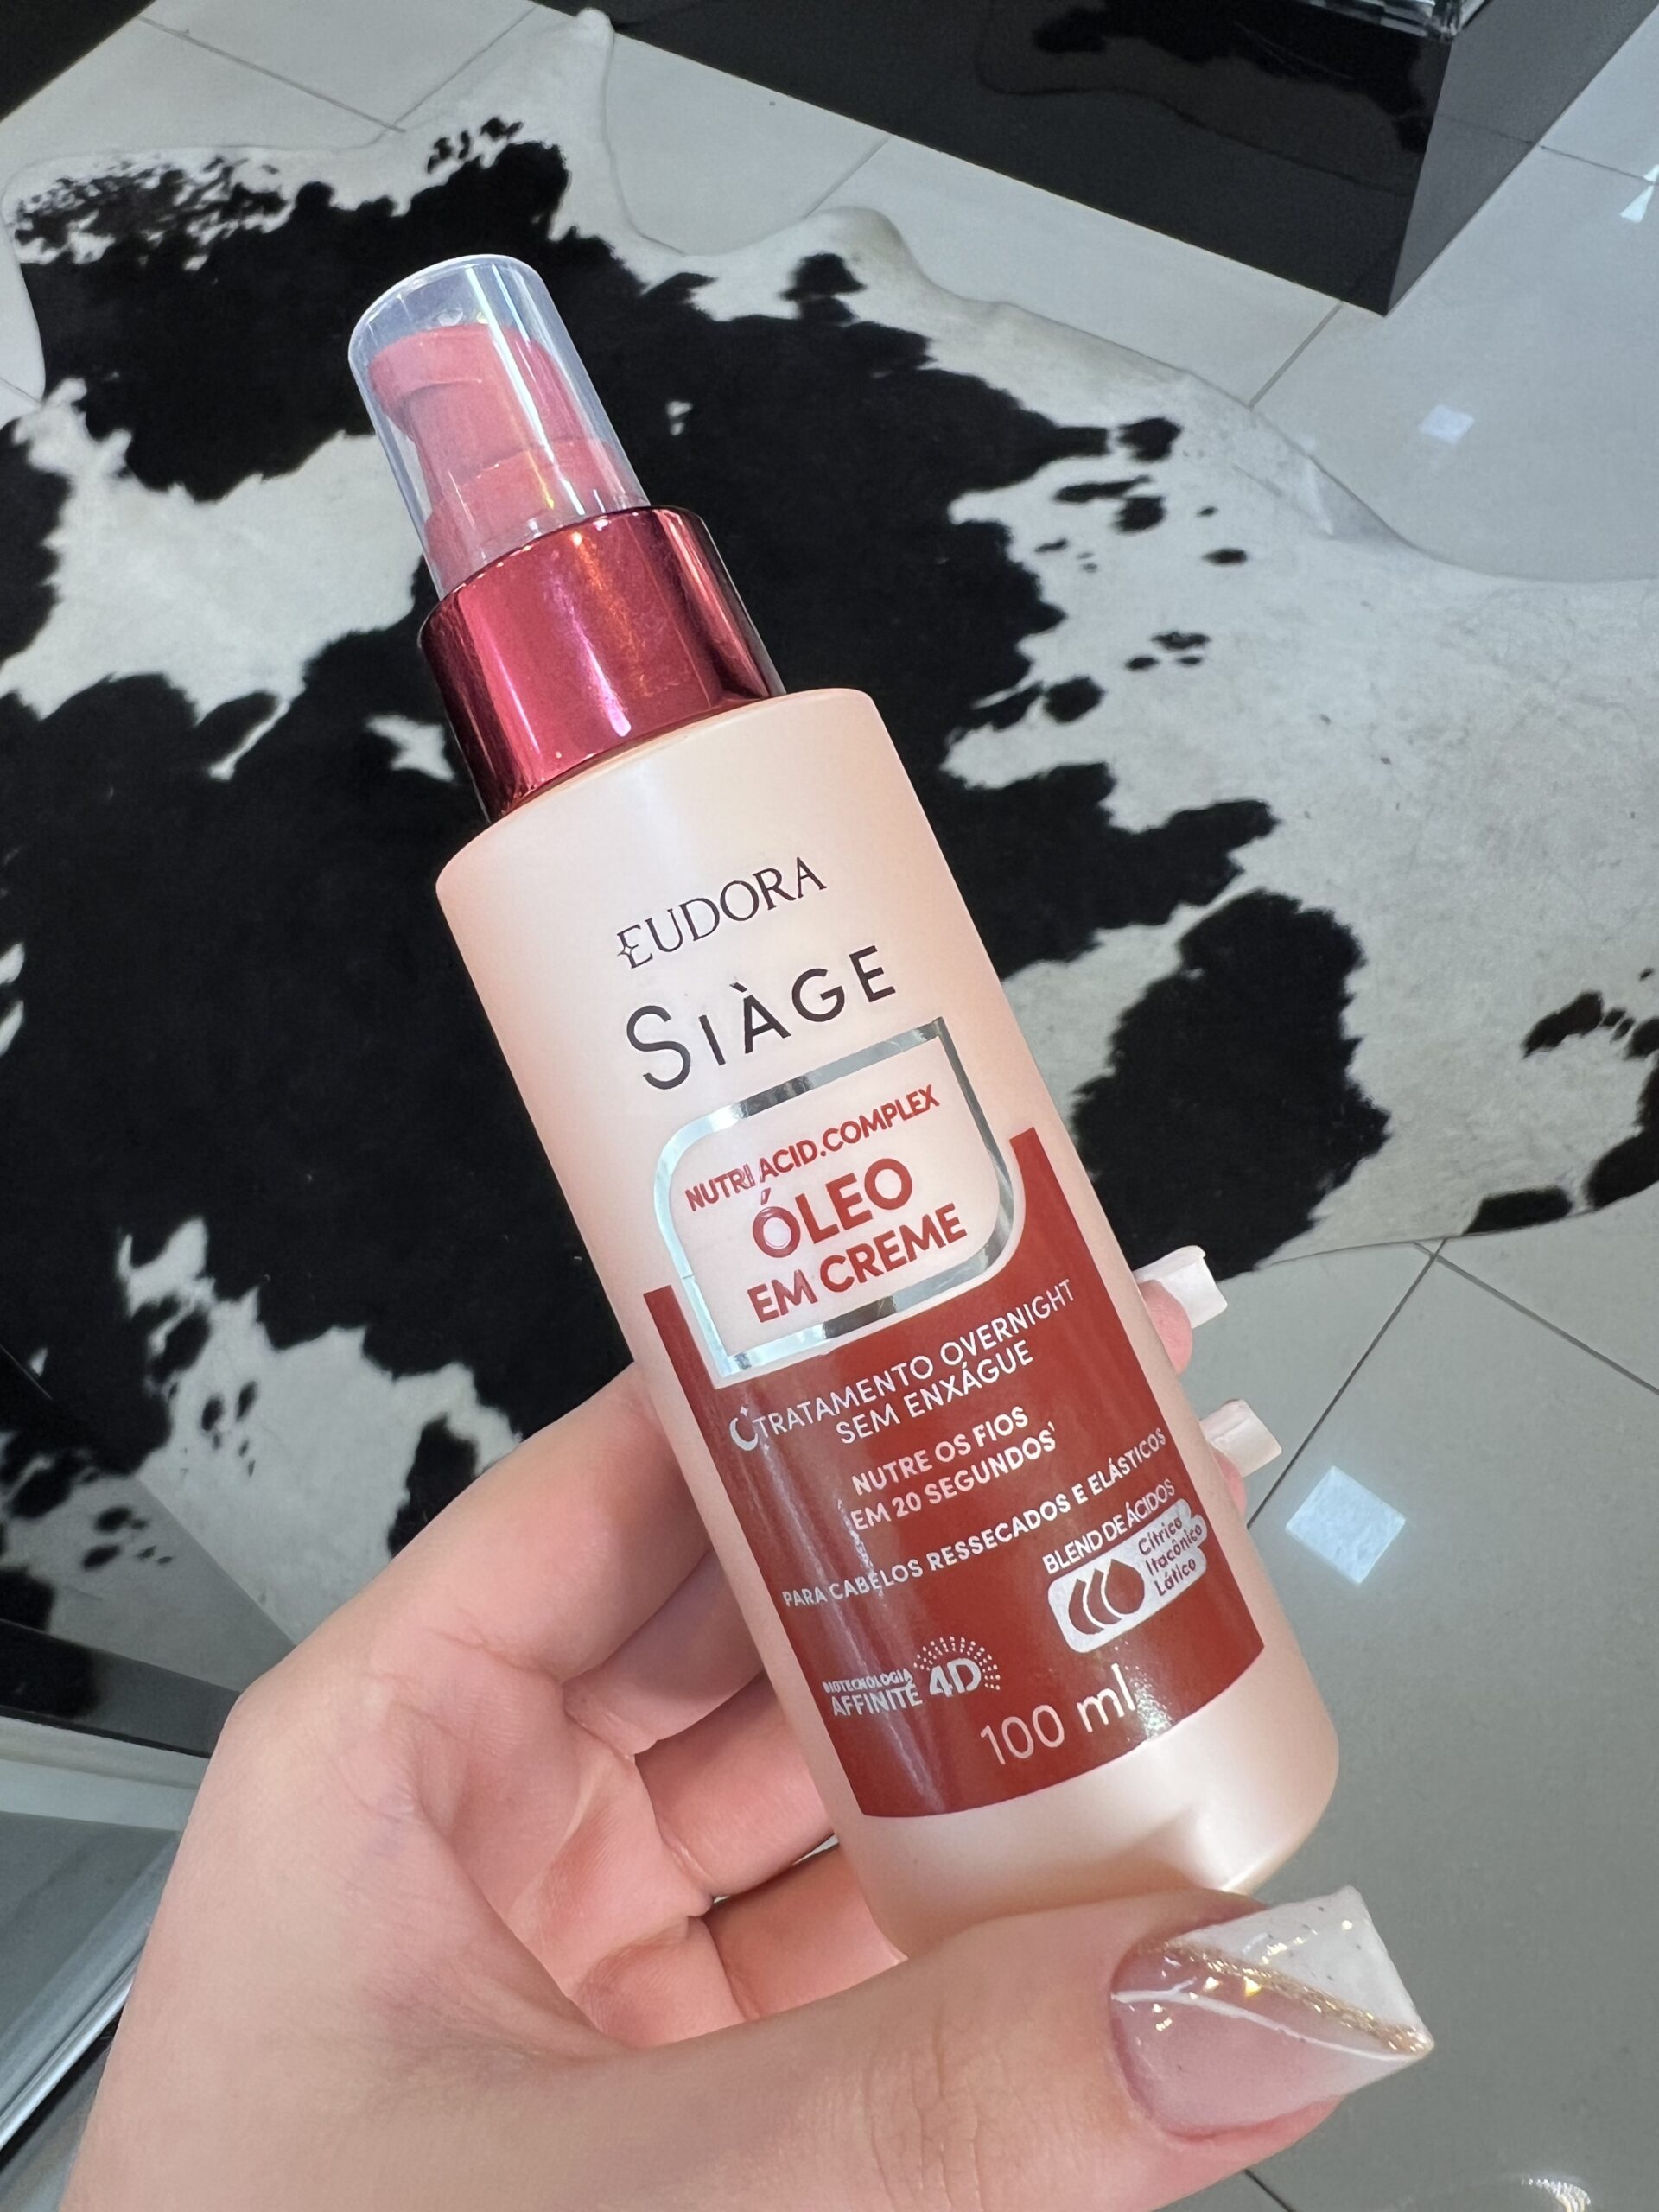 EUDORA
SIÀGE
NUTRI ACID.COMPLEX
ÓLEO
EM CREME
TRATAMENTO OVERNIGHT
SEM ENXÁGUE
NUTRE OS FIOS
EM 20 SEGUNDOS¹
PARA CABELOS RESSECADOS E ELÁSTICOS
BLEND DE ÁCIDOS
Cítrico
Itacônico
Lático
BIOTECNOLOGIA
AFFINITÉ 4D
100 ml